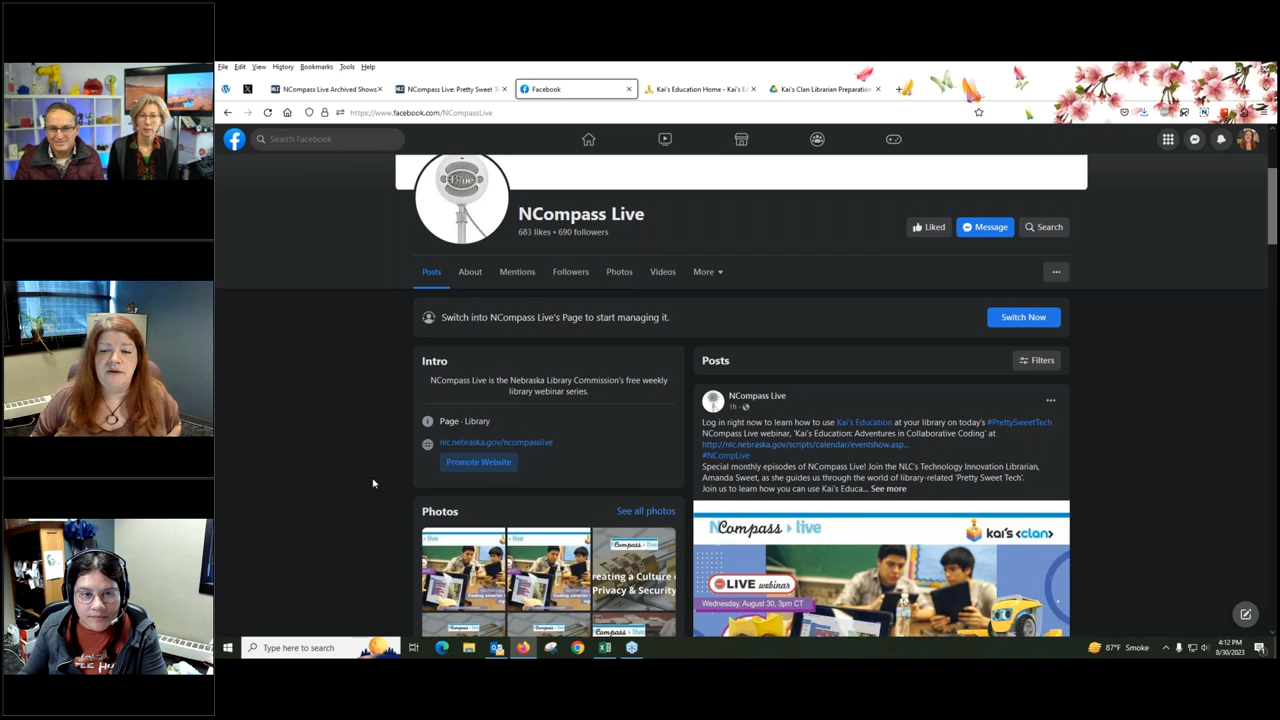 File Edit View History Bookmarks Tools Help
NCompass Live Archived Shows
NCompass Live: Pretty Sweet T
Facebook
Kai's Education Home - Kai's Ed
Kai's Clan Librarian Preparation
https://www.facebook.com/NCompassLive
Search Facebook
Blue
NCompass Live
683 likes • 690 followers
Liked
Message
Search
Posts About Mentions Followers Photos Videos More
Switch into NCompass Live's Page to start managing it.
Switch Now
Intro
NCompass Live is the Nebraska Library Commission's free weekly
library webinar series.
Page · Library
nlc.nebraska.gov/ncompasslive
Promote Website
Photos
See all photos
Compass live
reating a Culture
Privacy & Security
Posts
Filters
NCompass Live
1h
Log in right now to learn how to use Kai's Education at your library on today's #PrettySweetTech
NCompass Live webinar, 'Kai's Education: Adventures in Collaborative Coding' at
http://nlc.nebraska.gov/scripts/calendar/eventshow.asp...
#NCompLive
Special monthly episodes of NCompass Live! Join the NLC's Technology Innovation Librarian,
Amanda Sweet, as she guides us through the world of library-related 'Pretty Sweet Tech'.
Join us to learn how you can use Kai's Educa... See more
NCompass live
kai's <clan>
LIVE webinar
Wednesday, August 30, 3pm CT
Type here to search
87°F Smoke
4:12 PM
8/30/2023